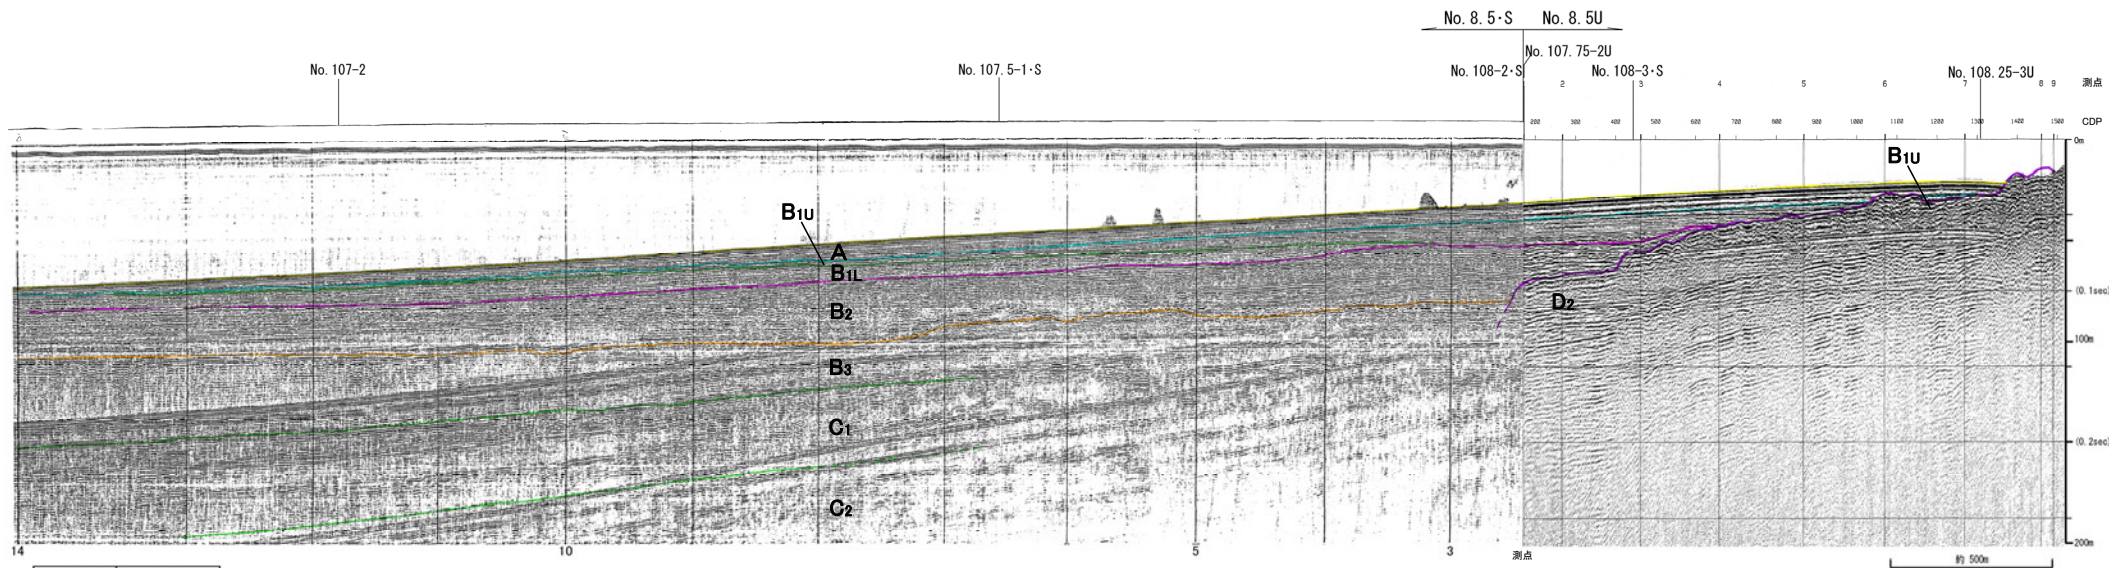 No. 8.5・S No. 8.5U
No. 107.75-2U
No. 107-2 No. 107.5-1・S No. 108-2・S No. 108-3・S No. 108.25-3U
2 3 4 5 6 7 8 9 測点
200 300 400 500 600 700 800 900 1000 1100 1200 1300 1400 1500 CDP
0m
B1U
B1U
A
B1L
(0.1sec)
D2
B2
100m
B3
C1
(0.2sec)
C2
200m
14 10 5 3 測点
約 500m